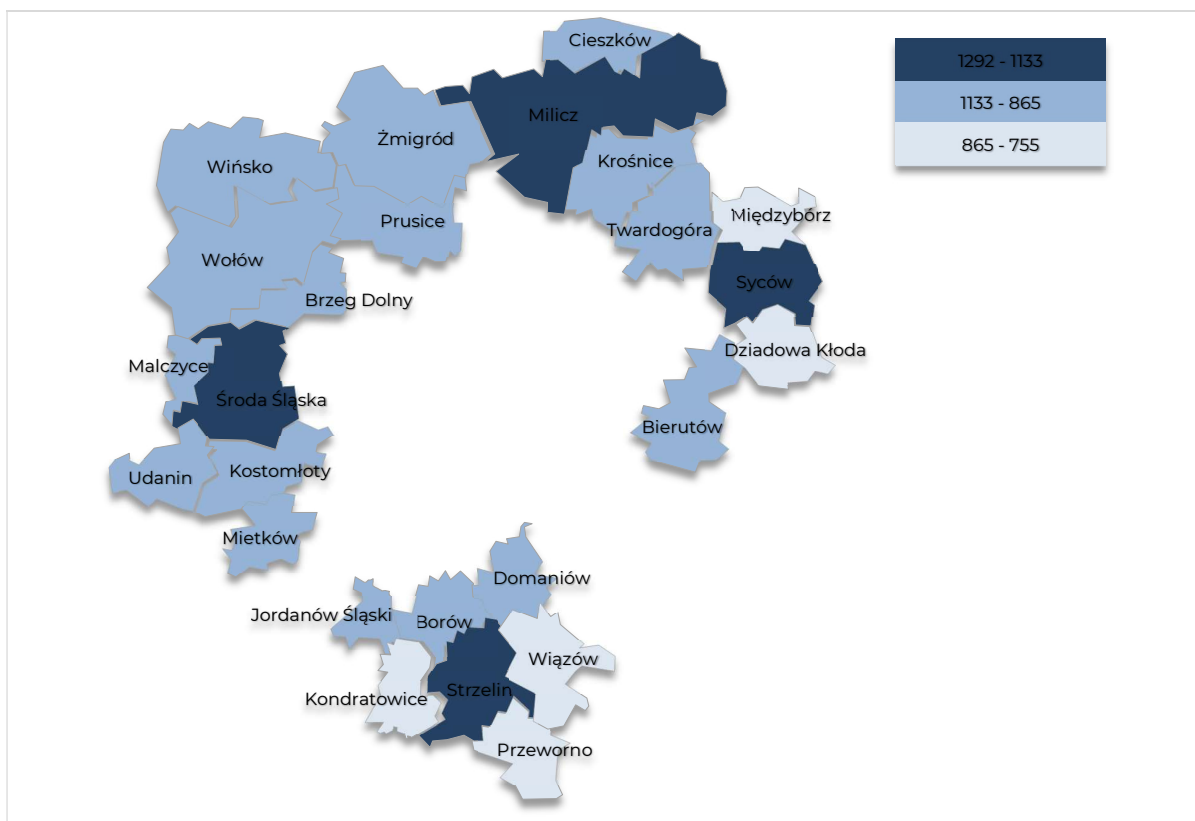 Cieszków
1292 - 1133
1133 - 865
865 - 755
Milicz
Żmigród
Wińsko
Krośnice
Prusice
Twardogóra
Międzybórz
Wołów
Syców
Brzeg Dolny
Dziadowa Kłoda
Malczyce
Środa Śląska
Bierutów
Udanin
Kostomłoty
Mietków
Domaniów
Jordanów Śląski
Borów
Wiązów
Kondratowice
Strzelin
Przeworno